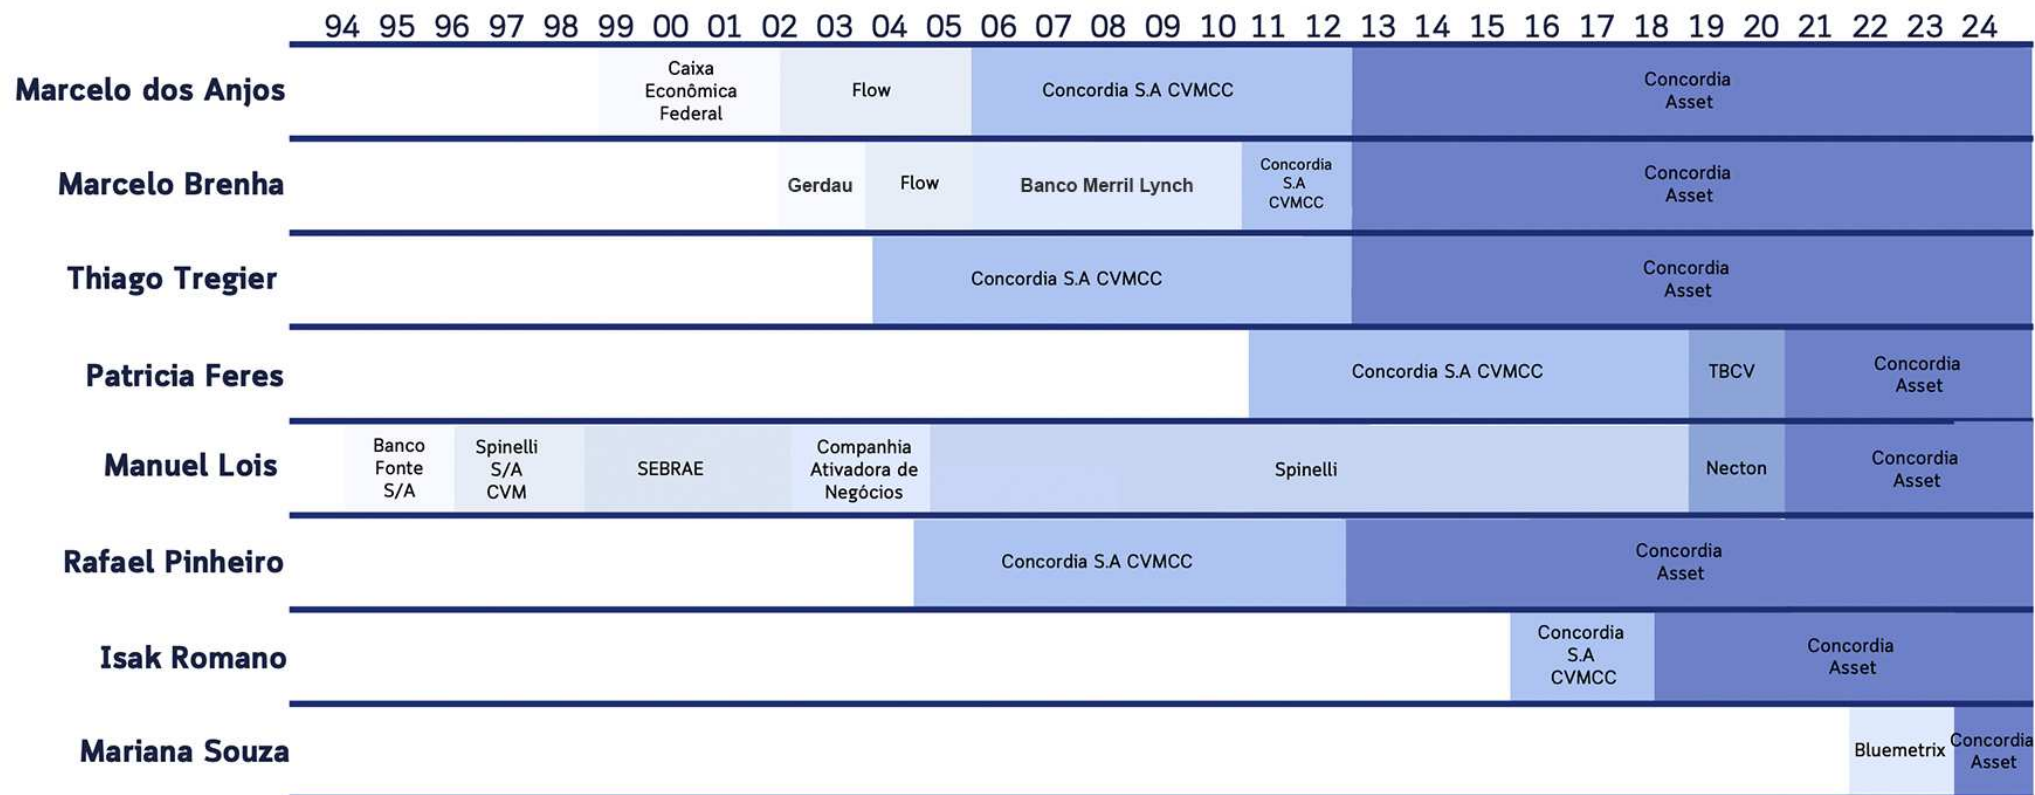 94 95 96 97 98 99 00 01 02 03 04 05 06 07 08 09 10 11 12 13 14 15 16 17 18 19 20 21 22 23 24
Marcelo dos Anjos
Caixa
Econômica
Federal
Flow
Concordia S.A CVMCC
Concordia
Asset
Marcelo Brenha
Gerdau
Flow
Banco Merril Lynch
Concordia
S.A
CVMCC
Concordia
Asset
Thiago Tregier
Concordia S.A CVMCC
Concordia
Asset
Patricia Feres
Concordia S.A CVMCC
TBCV
Concordia
Asset
Manuel Lois
Banco
Fonte
S/A
Spinelli
S/A
CVM
SEBRAE
Companhia
Ativadora de
Negócios
Spinelli
Necton
Concordia
Asset
Rafael Pinheiro
Concordia S.A CVMCC
Concordia
Asset
Isak Romano
Concordia
S.A
CVMCC
Concordia
Asset
Mariana Souza
Bluemetrix
Concordia
Asset